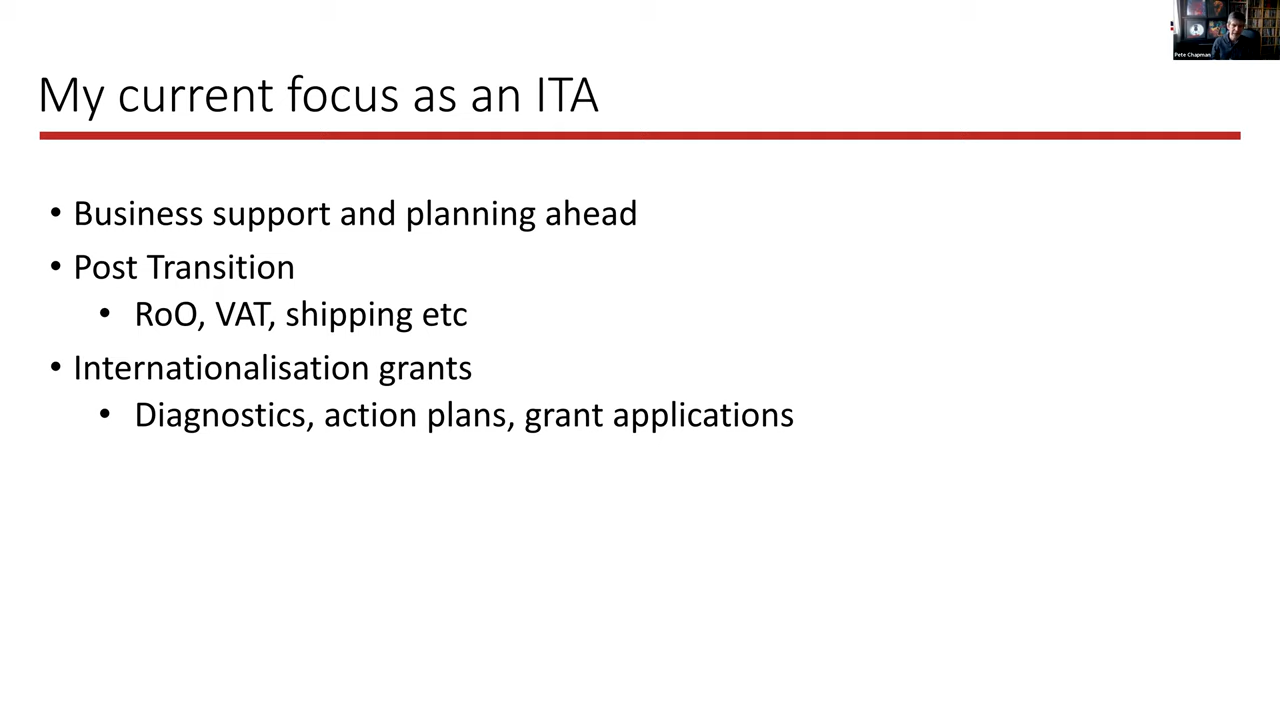 Pete Chapman
My current focus as an ITA
• Business support and planning ahead
• Post Transition
• RoO, VAT, shipping etc
• Internationalisation grants
• Diagnostics, action plans, grant applications